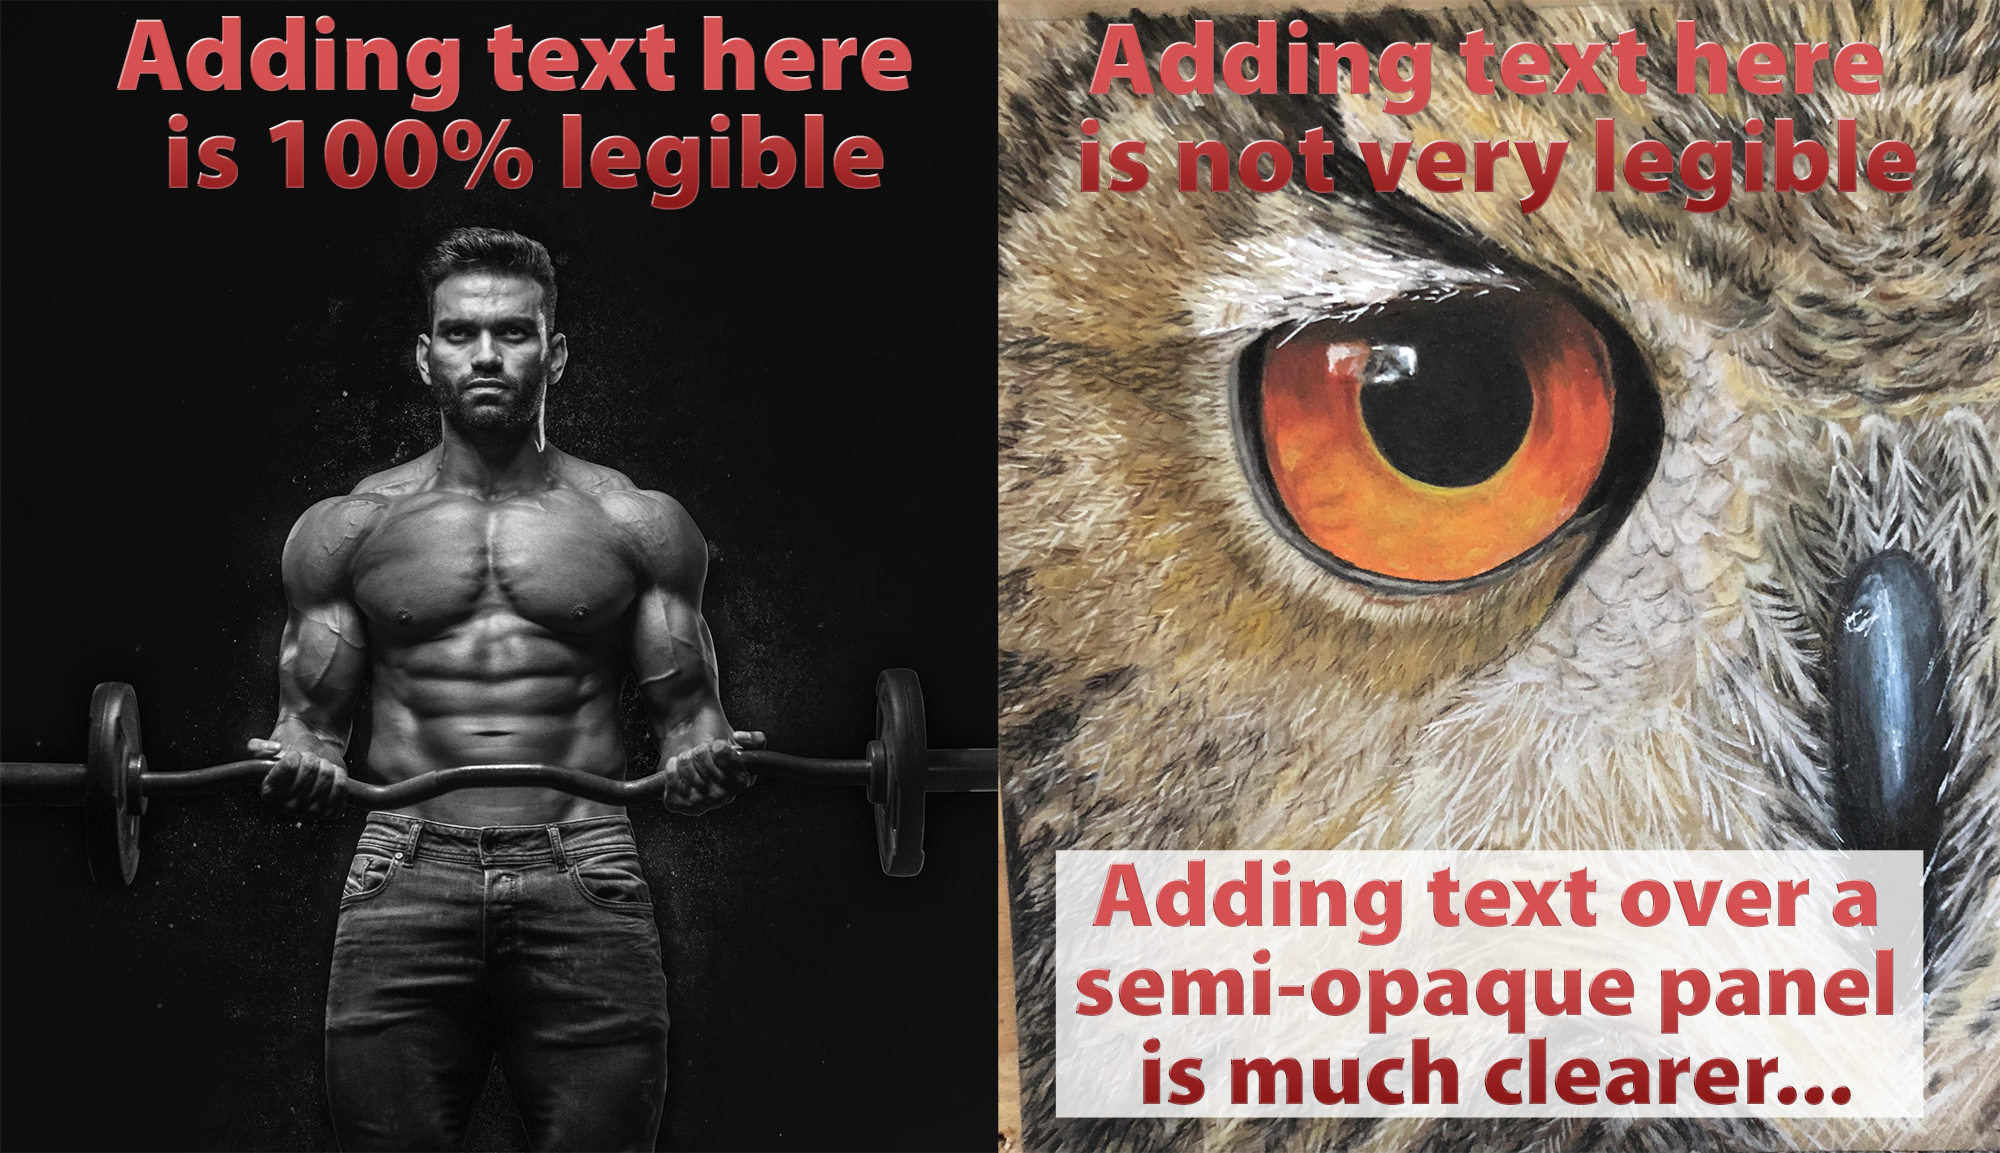 Adding text here
is 100% legible
Adding text here
is not very legible
Adding text over a
semi-opaque panel
is much clearer...